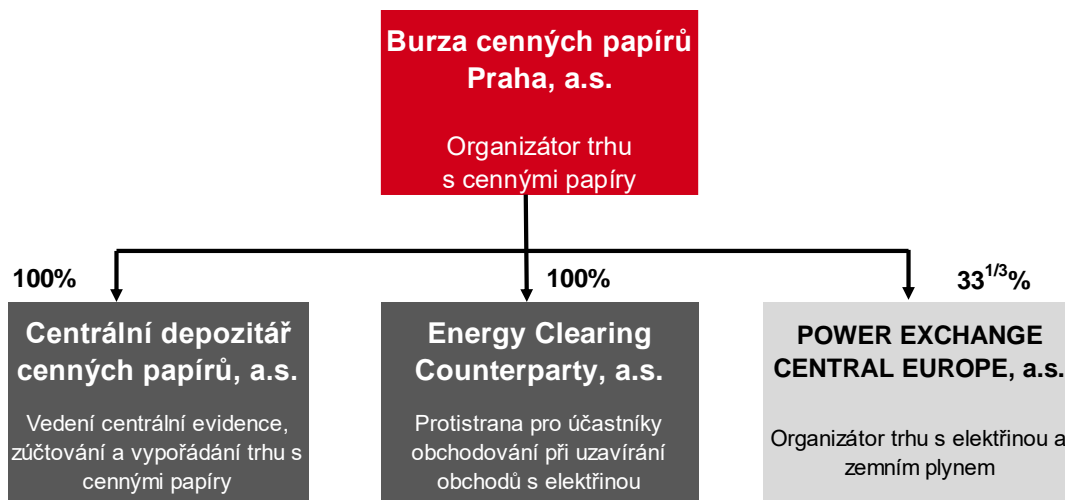 Burza cenných papírů
Praha, a.s.
Organizátor trhu
s cennými papíry
100%
100%
33^1/3%
Centrální depozitář
cenných papírů, a.s.
Vedení centrální evidence,
zúčtování a vypořádání trhu s
cennými papíry
Energy Clearing
Counterparty, a.s.
Protistrana pro účastníky
obchodování při uzavírání
obchodů s elektřinou
POWER EXCHANGE
CENTRAL EUROPE, a.s.
Organizátor trhu s elektřinou a
zemním plynem